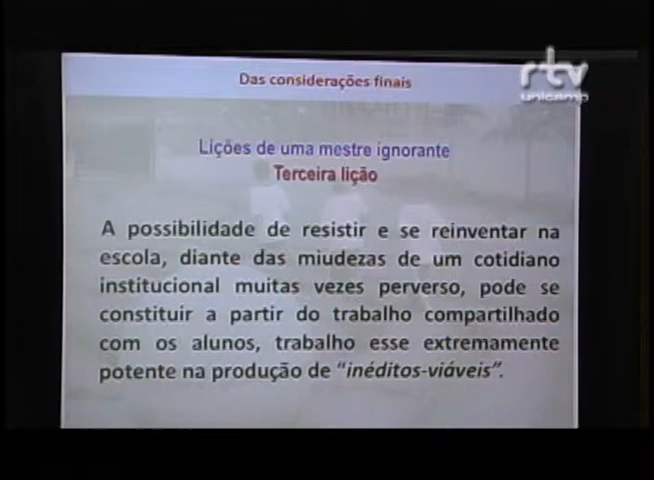 Das considerações finais
rtv
unicamp
Lições de uma mestre ignorante
Terceira lição
A possibilidade de resistir e se reinventar na
escola, diante das miudezas de um cotidiano
institucional muitas vezes perverso, pode se
constituir a partir do trabalho compartilhado
com os alunos, trabalho esse extremamente
potente na produção de “inéditos-viáveis”.